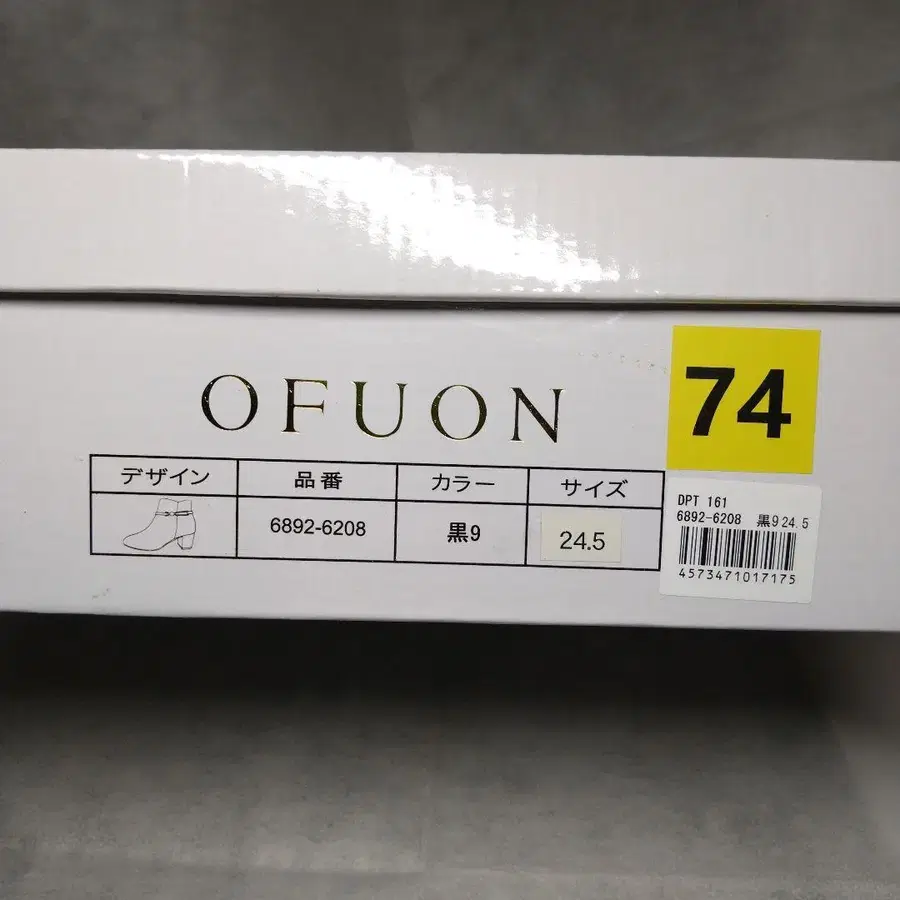 OFUON
74
デザイン 品番 カラー サイズ
6892-6208 黒9 24.5
DPT 161
6892-6208 黒9 24.5
4573471017175